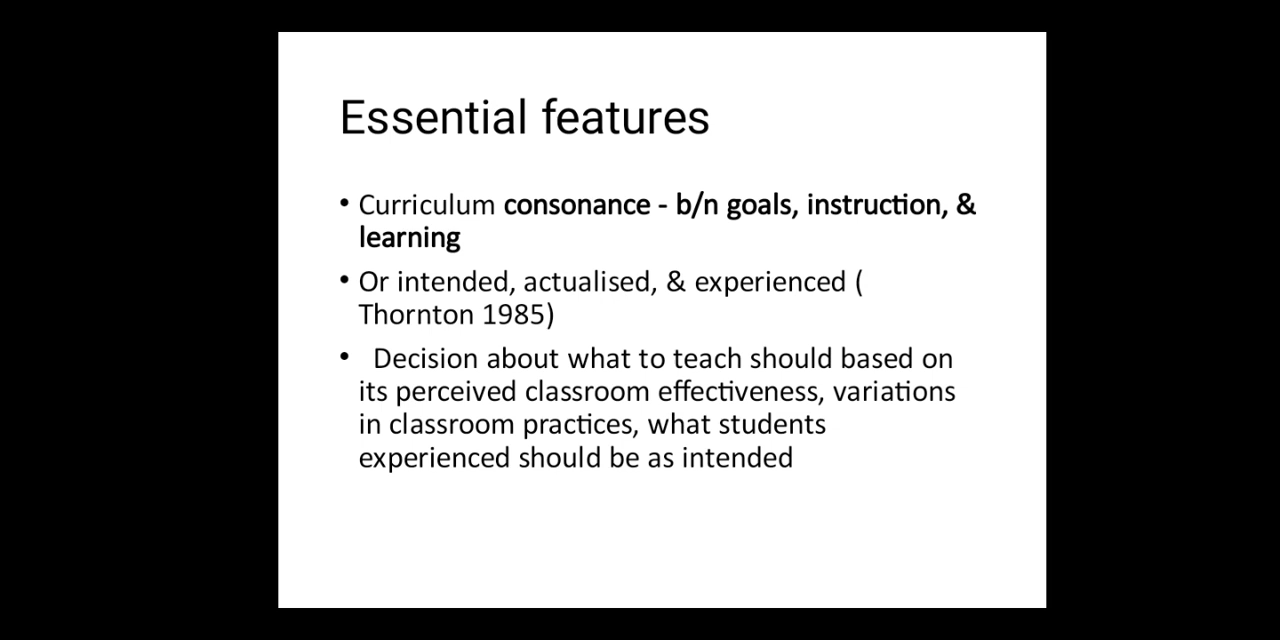 Essential features
• Curriculum consonance - b/n goals, instruction, &
learning
• Or intended, actualised, & experienced (
Thornton 1985)
• Decision about what to teach should based on
its perceived classroom effectiveness, variations
in classroom practices, what students
experienced should be as intended